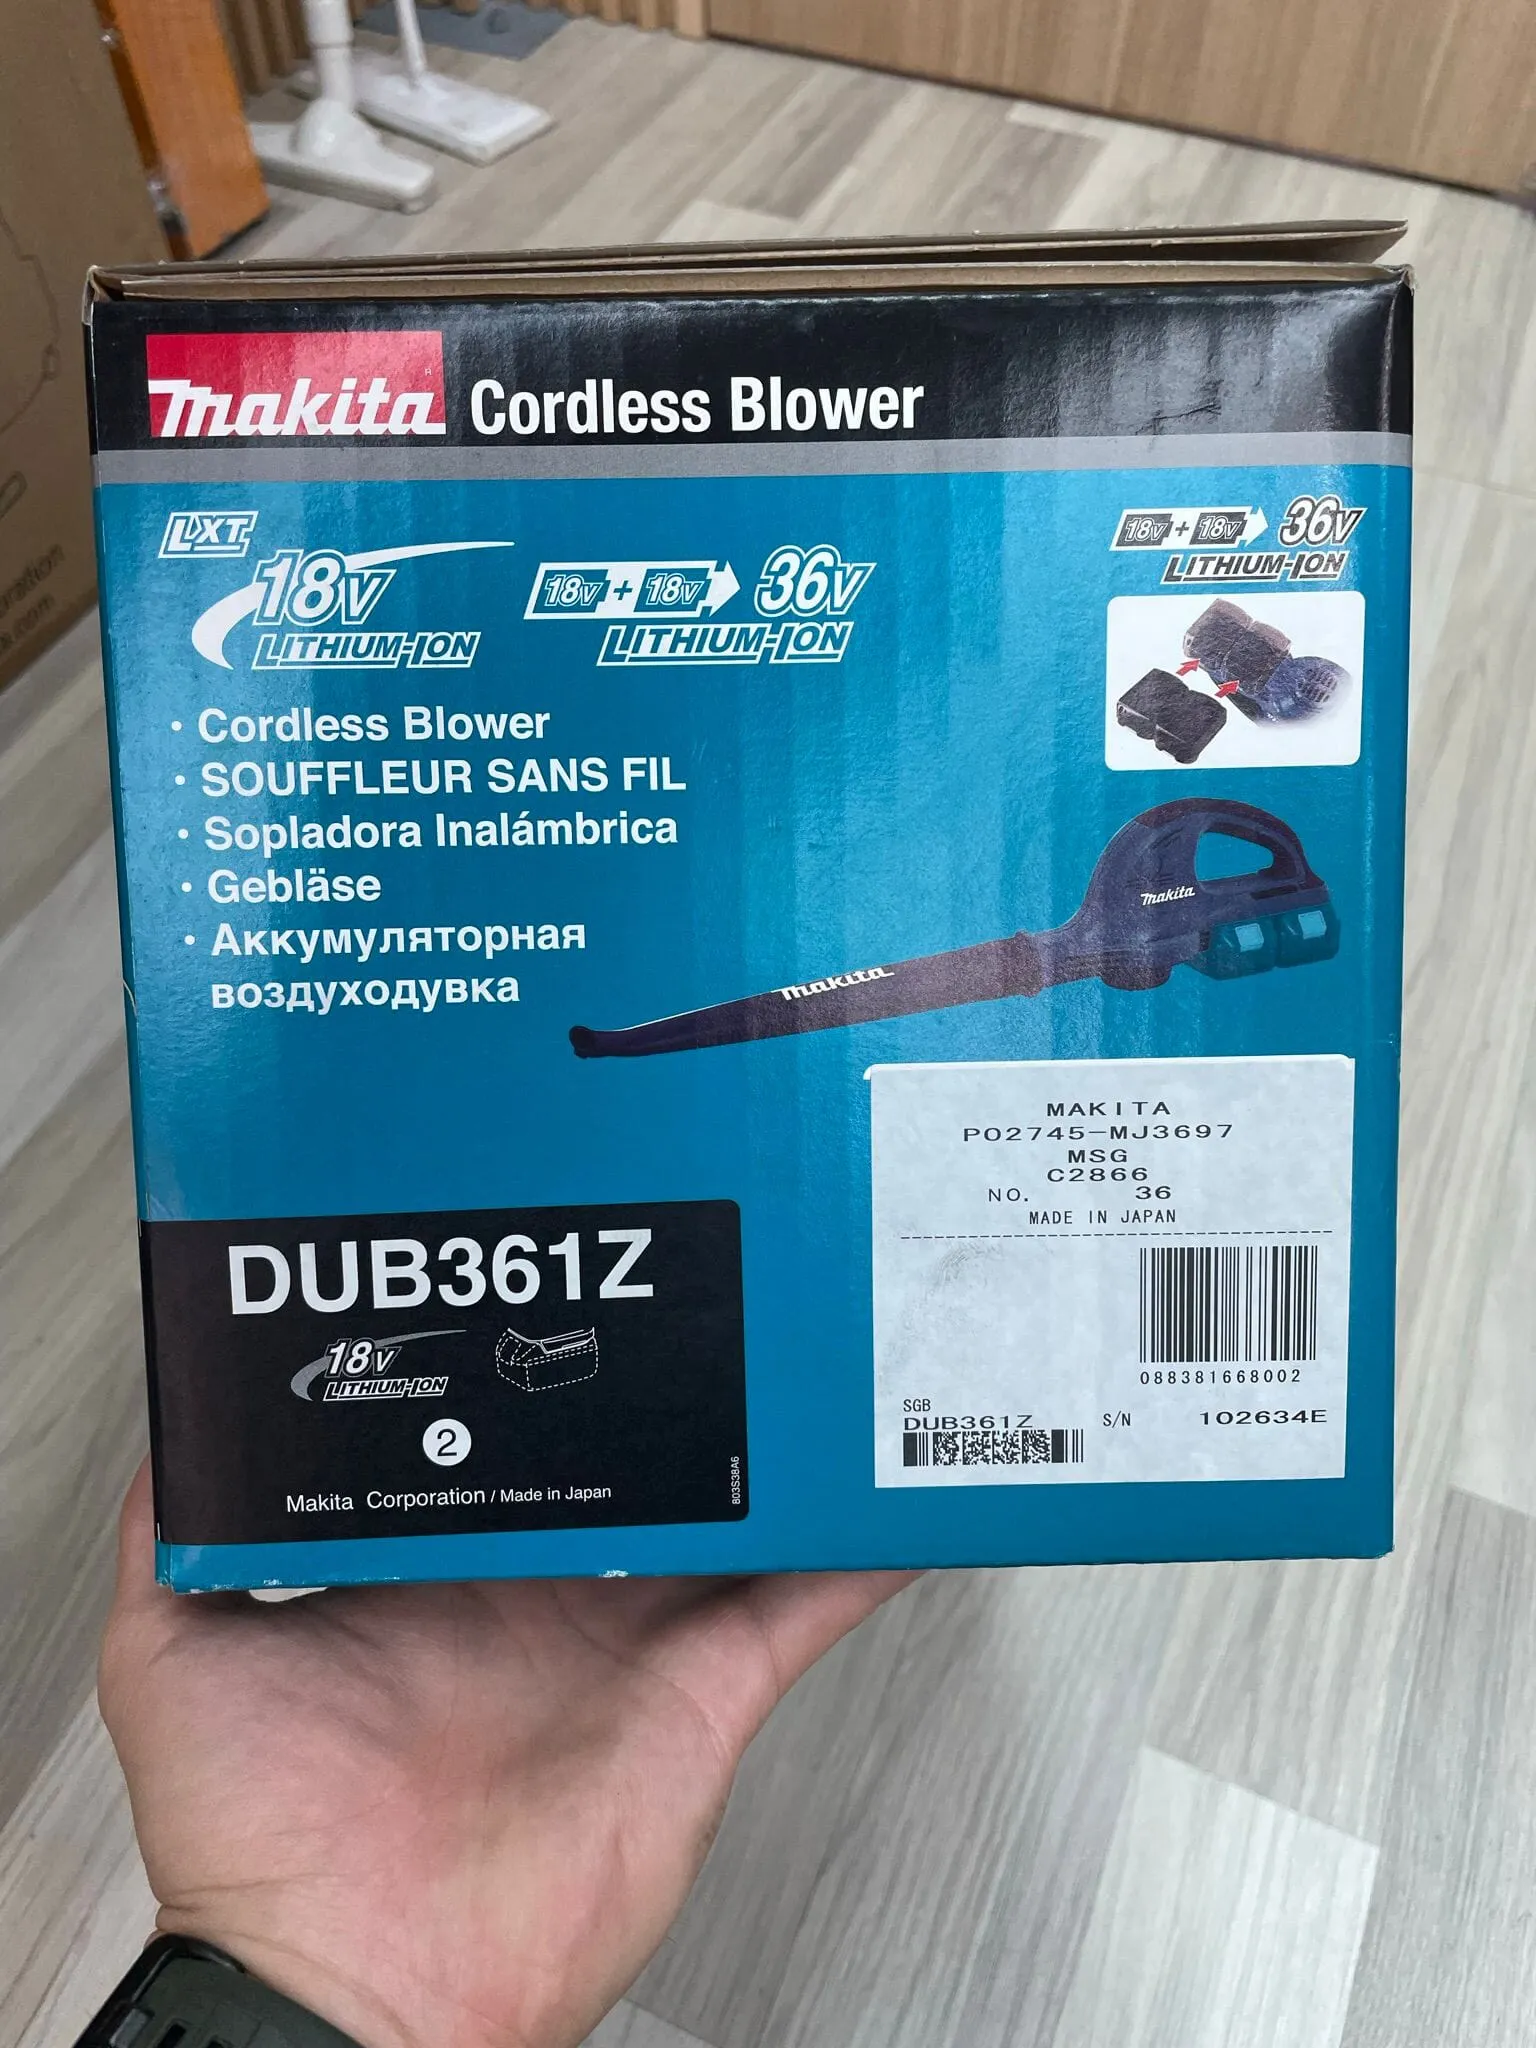 makita Cordless Blower
LXT
18V
LITHIUM-ION
18V + 18V 36V
LITHIUM-ION
18V + 18V 36V
LITHIUM-ION
• Cordless Blower
• SOUFFLEUR SANS FIL
• Sopladora Inalámbrica
• Gebläse
• Аккумуляторная
воздуходувка
makita
makita
MAKITA
PO2745-MJ3697
MSG
C2866
NO. 36
MADE IN JAPAN
088381668002
SGB
DUB361Z S/N 102634E
DUB361Z
18V
LITHIUM-ION
2
Makita Corporation / Made in Japan
803S38A6